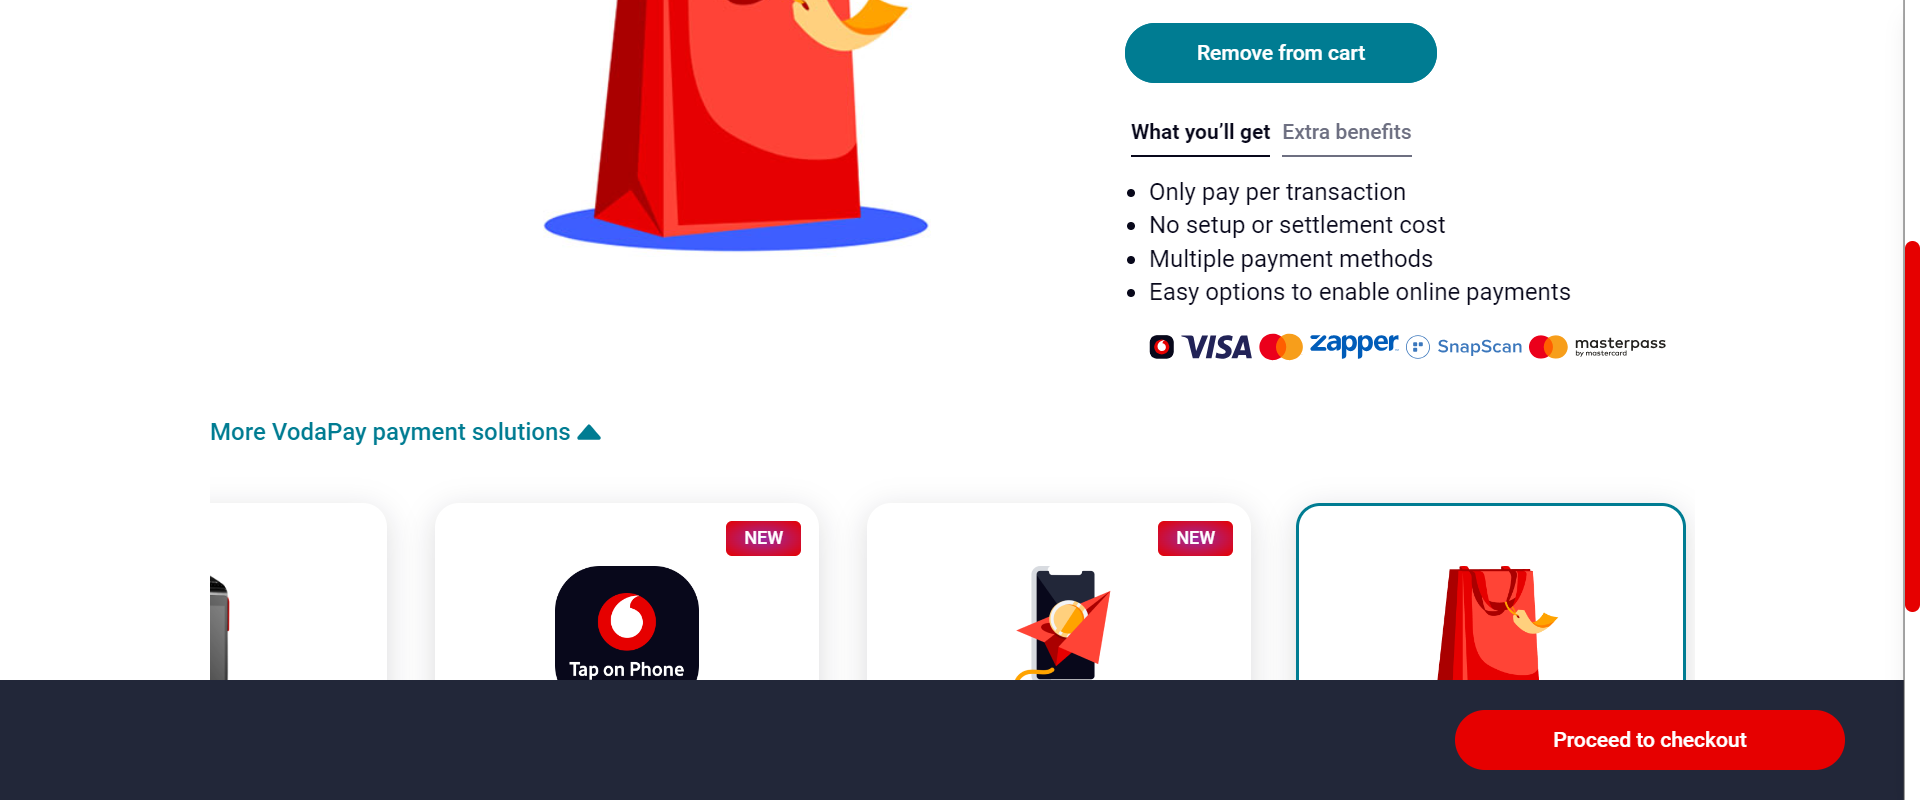 Remove from cart
What you’ll get Extra benefits
Only pay per transaction
No setup or settlement cost
Multiple payment methods
Easy options to enable online payments
VISA zapper SnapScan masterpass
by mastercard
More VodaPay payment solutions
NEW NEW
Tap on Phone
Proceed to checkout